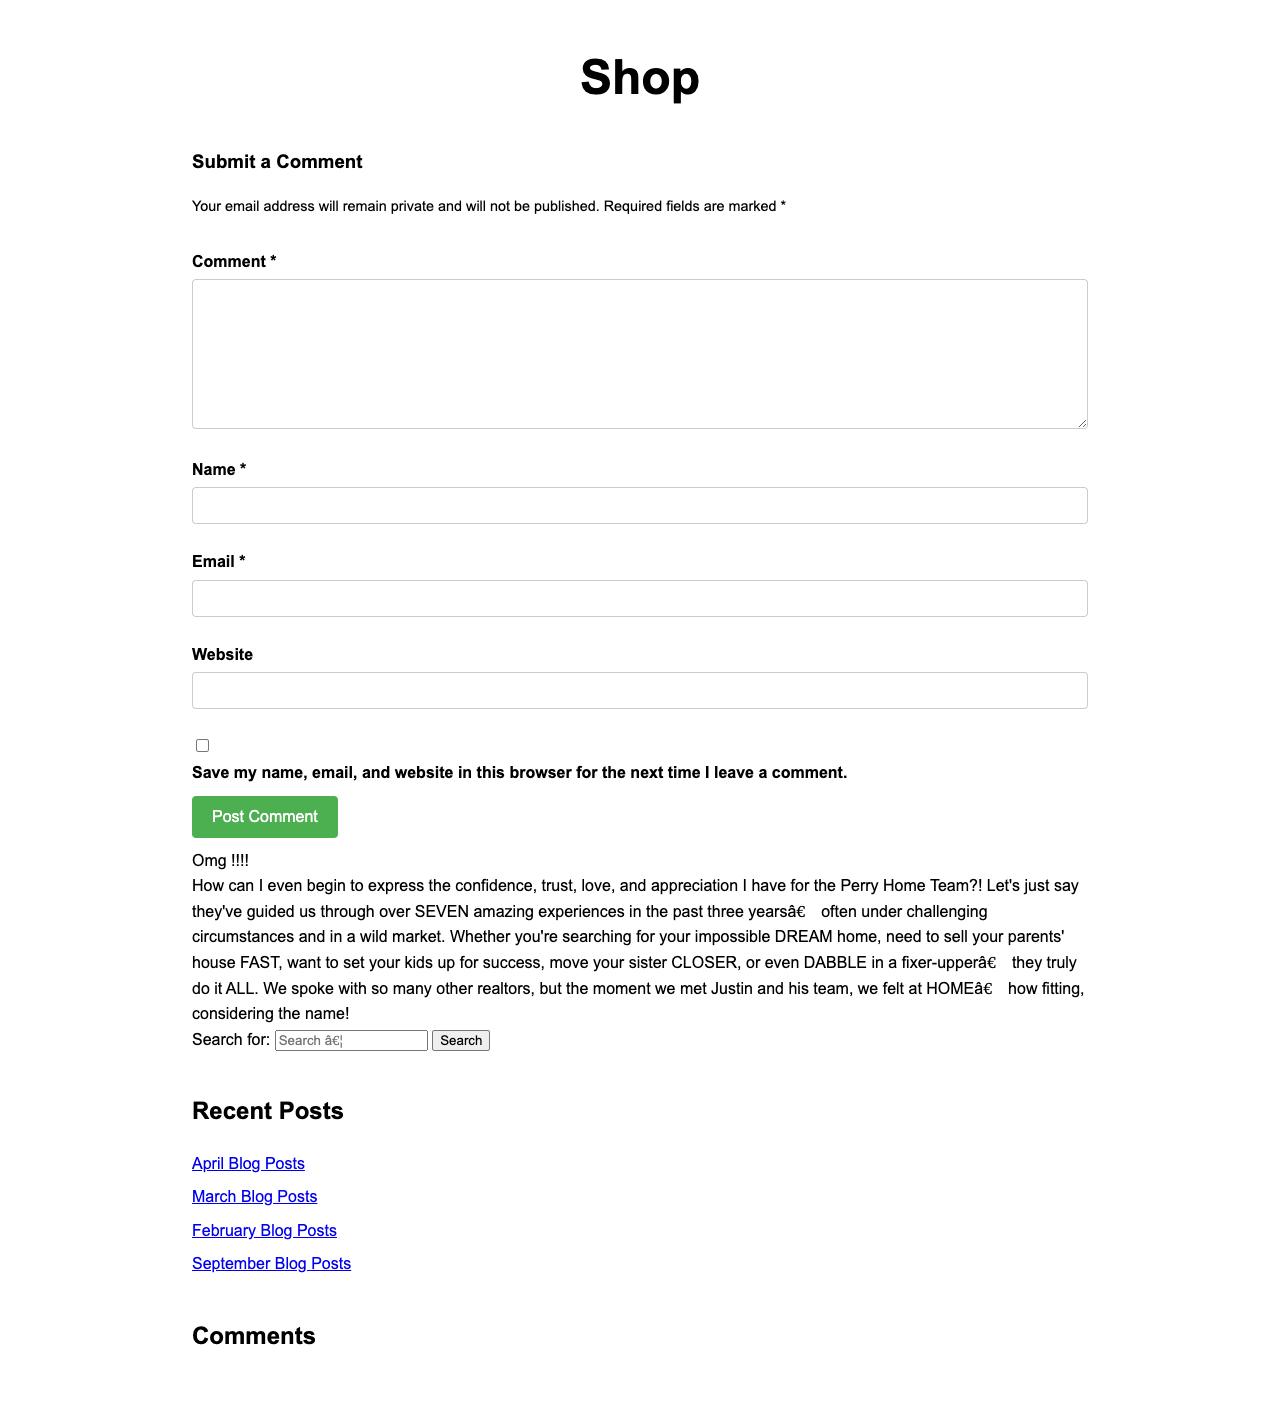 Shop
Submit a Comment
Your email address will remain private and will not be published. Required fields are marked *
Comment *
Name *
Email *
Website
Save my name, email, and website in this browser for the next time I leave a comment.
Post Comment
Omg !!!!
How can I even begin to express the confidence, trust, love, and appreciation I have for the Perry Home Team?! Let's just say
they've guided us through over SEVEN amazing experiences in the past three yearsâ€ often under challenging
circumstances and in a wild market. Whether you're searching for your impossible DREAM home, need to sell your parents'
house FAST, want to set your kids up for success, move your sister CLOSER, or even DABBLE in a fixer-upperâ€ they truly
do it ALL. We spoke with so many other realtors, but the moment we met Justin and his team, we felt at HOMEâ€ how fitting,
considering the name!
Search for: Search â€¦ Search
Recent Posts
April Blog Posts
March Blog Posts
February Blog Posts
September Blog Posts
Comments